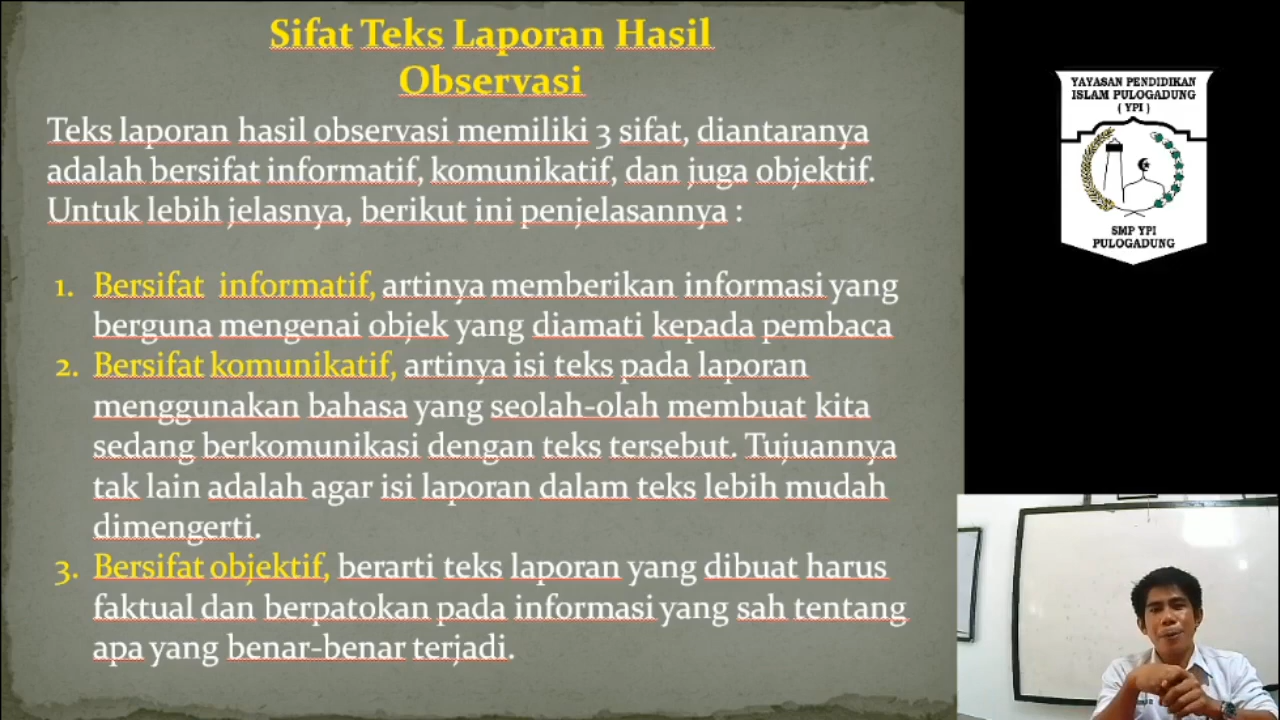 Sifat Teks Laporan Hasil
Observasi
Teks laporan hasil observasi memiliki 3 sifat, diantaranya
adalah bersifat informatif, komunikatif, dan juga objektif.
Untuk lebih jelasnya, berikut ini penjelasannya :
1. Bersifat informatif, artinya memberikan informasi yang
berguna mengenai objek yang diamati kepada pembaca
2. Bersifat komunikatif, artinya isi teks pada laporan
menggunakan bahasa yang seolah-olah membuat kita
sedang berkomunikasi dengan teks tersebut. Tujuannya
tak lain adalah agar isi laporan dalam teks lebih mudah
dimengerti.
3. Bersifat objektif, berarti teks laporan yang dibuat harus
faktual dan berpatokan pada informasi yang sah tentang
apa yang benar-benar terjadi.
YAYASAN PENDIDIKAN
ISLAM PULOGADUNG
( YPI )
SMP YPI
PULOGADUNG